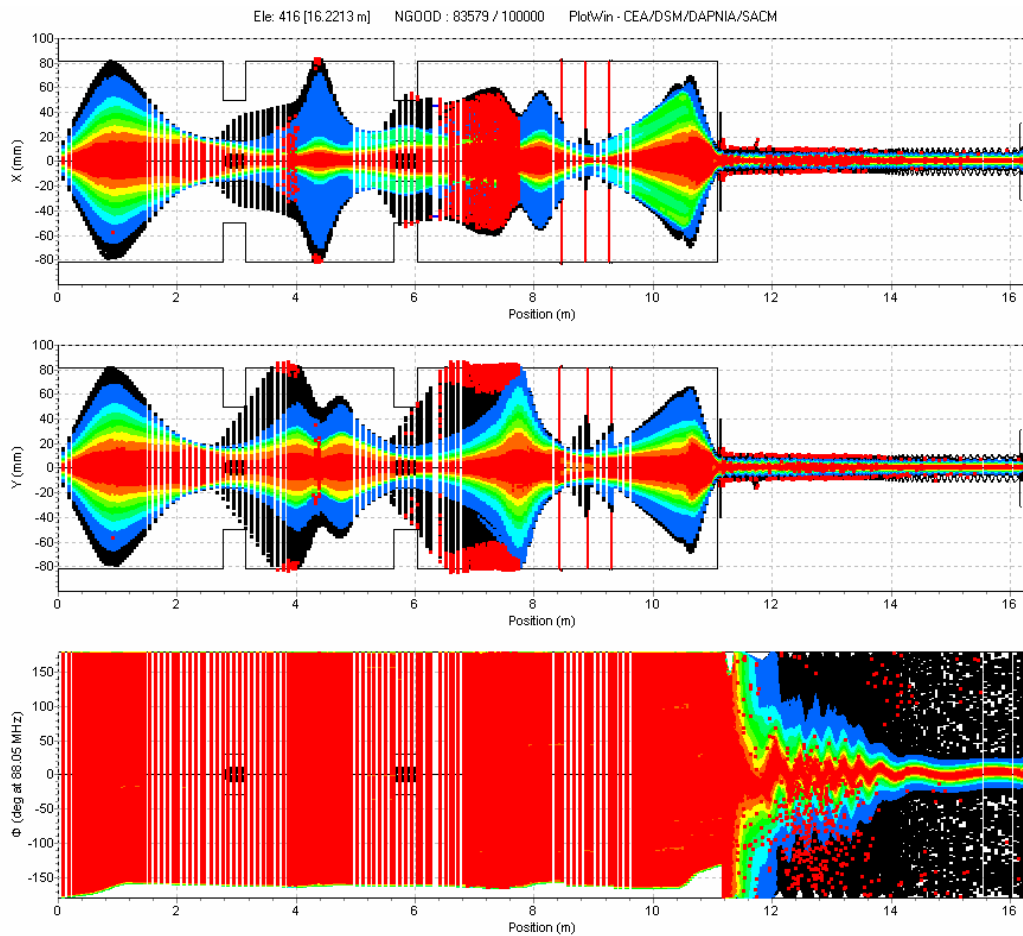 Ele: 416 [16.2213 m] NGOOD : 83579 / 100000 PlotWin - CEA/DSM/DAPNIA/SACM
100
80
60
40
20
0
-20
-40
-60
-80
X (mm)
0 2 4 6 8 10 12 14 16
Position (m)
100
80
60
40
20
0
-20
-40
-60
-80
Y (mm)
0 2 4 6 8 10 12 14 16
Position (m)
150
100
50
0
-50
-100
-150
Φ (deg at 88.05 MHz)
0 2 4 6 8 10 12 14 16
Position (m)